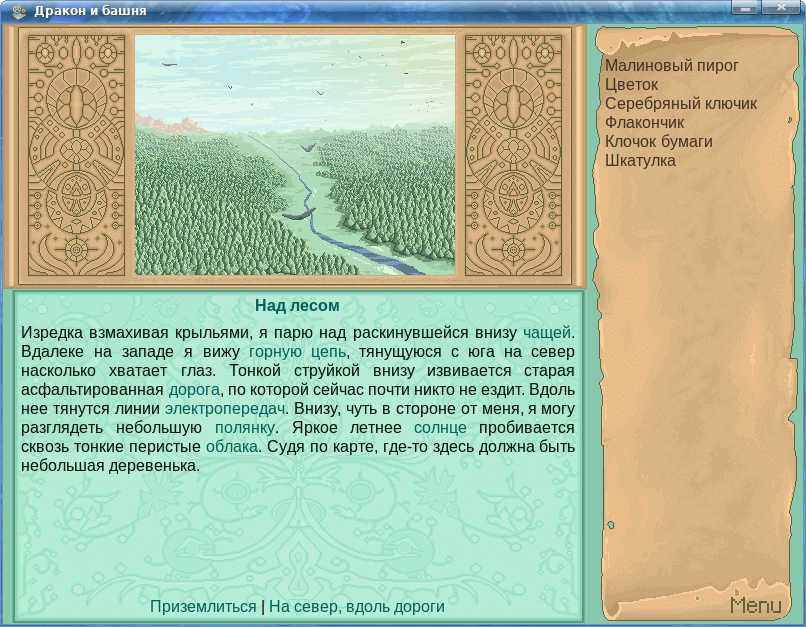 Дракон и башня
Малиновый пирог
Цветок
Серебряный ключик
Флакончик
Клочок бумаги
Шкатулка
Над лесом
Изредка взмахивая крыльями, я парю над раскинувшейся внизу чащей.
Вдалеке на западе я вижу горную цепь, тянущуюся с юга на север
насколько хватает глаз. Тонкой струйкой внизу извивается старая
асфальтированная дорога, по которой сейчас почти никто не ездит. Вдоль
нее тянутся линии электропередач. Внизу, чуть в стороне от меня, я могу
разглядеть небольшую полянку. Яркое летнее солнце пробивается
сквозь тонкие перистые облака. Судя по карте, где-то здесь должна быть
небольшая деревенька.
Приземлиться | На север, вдоль дороги
Menu